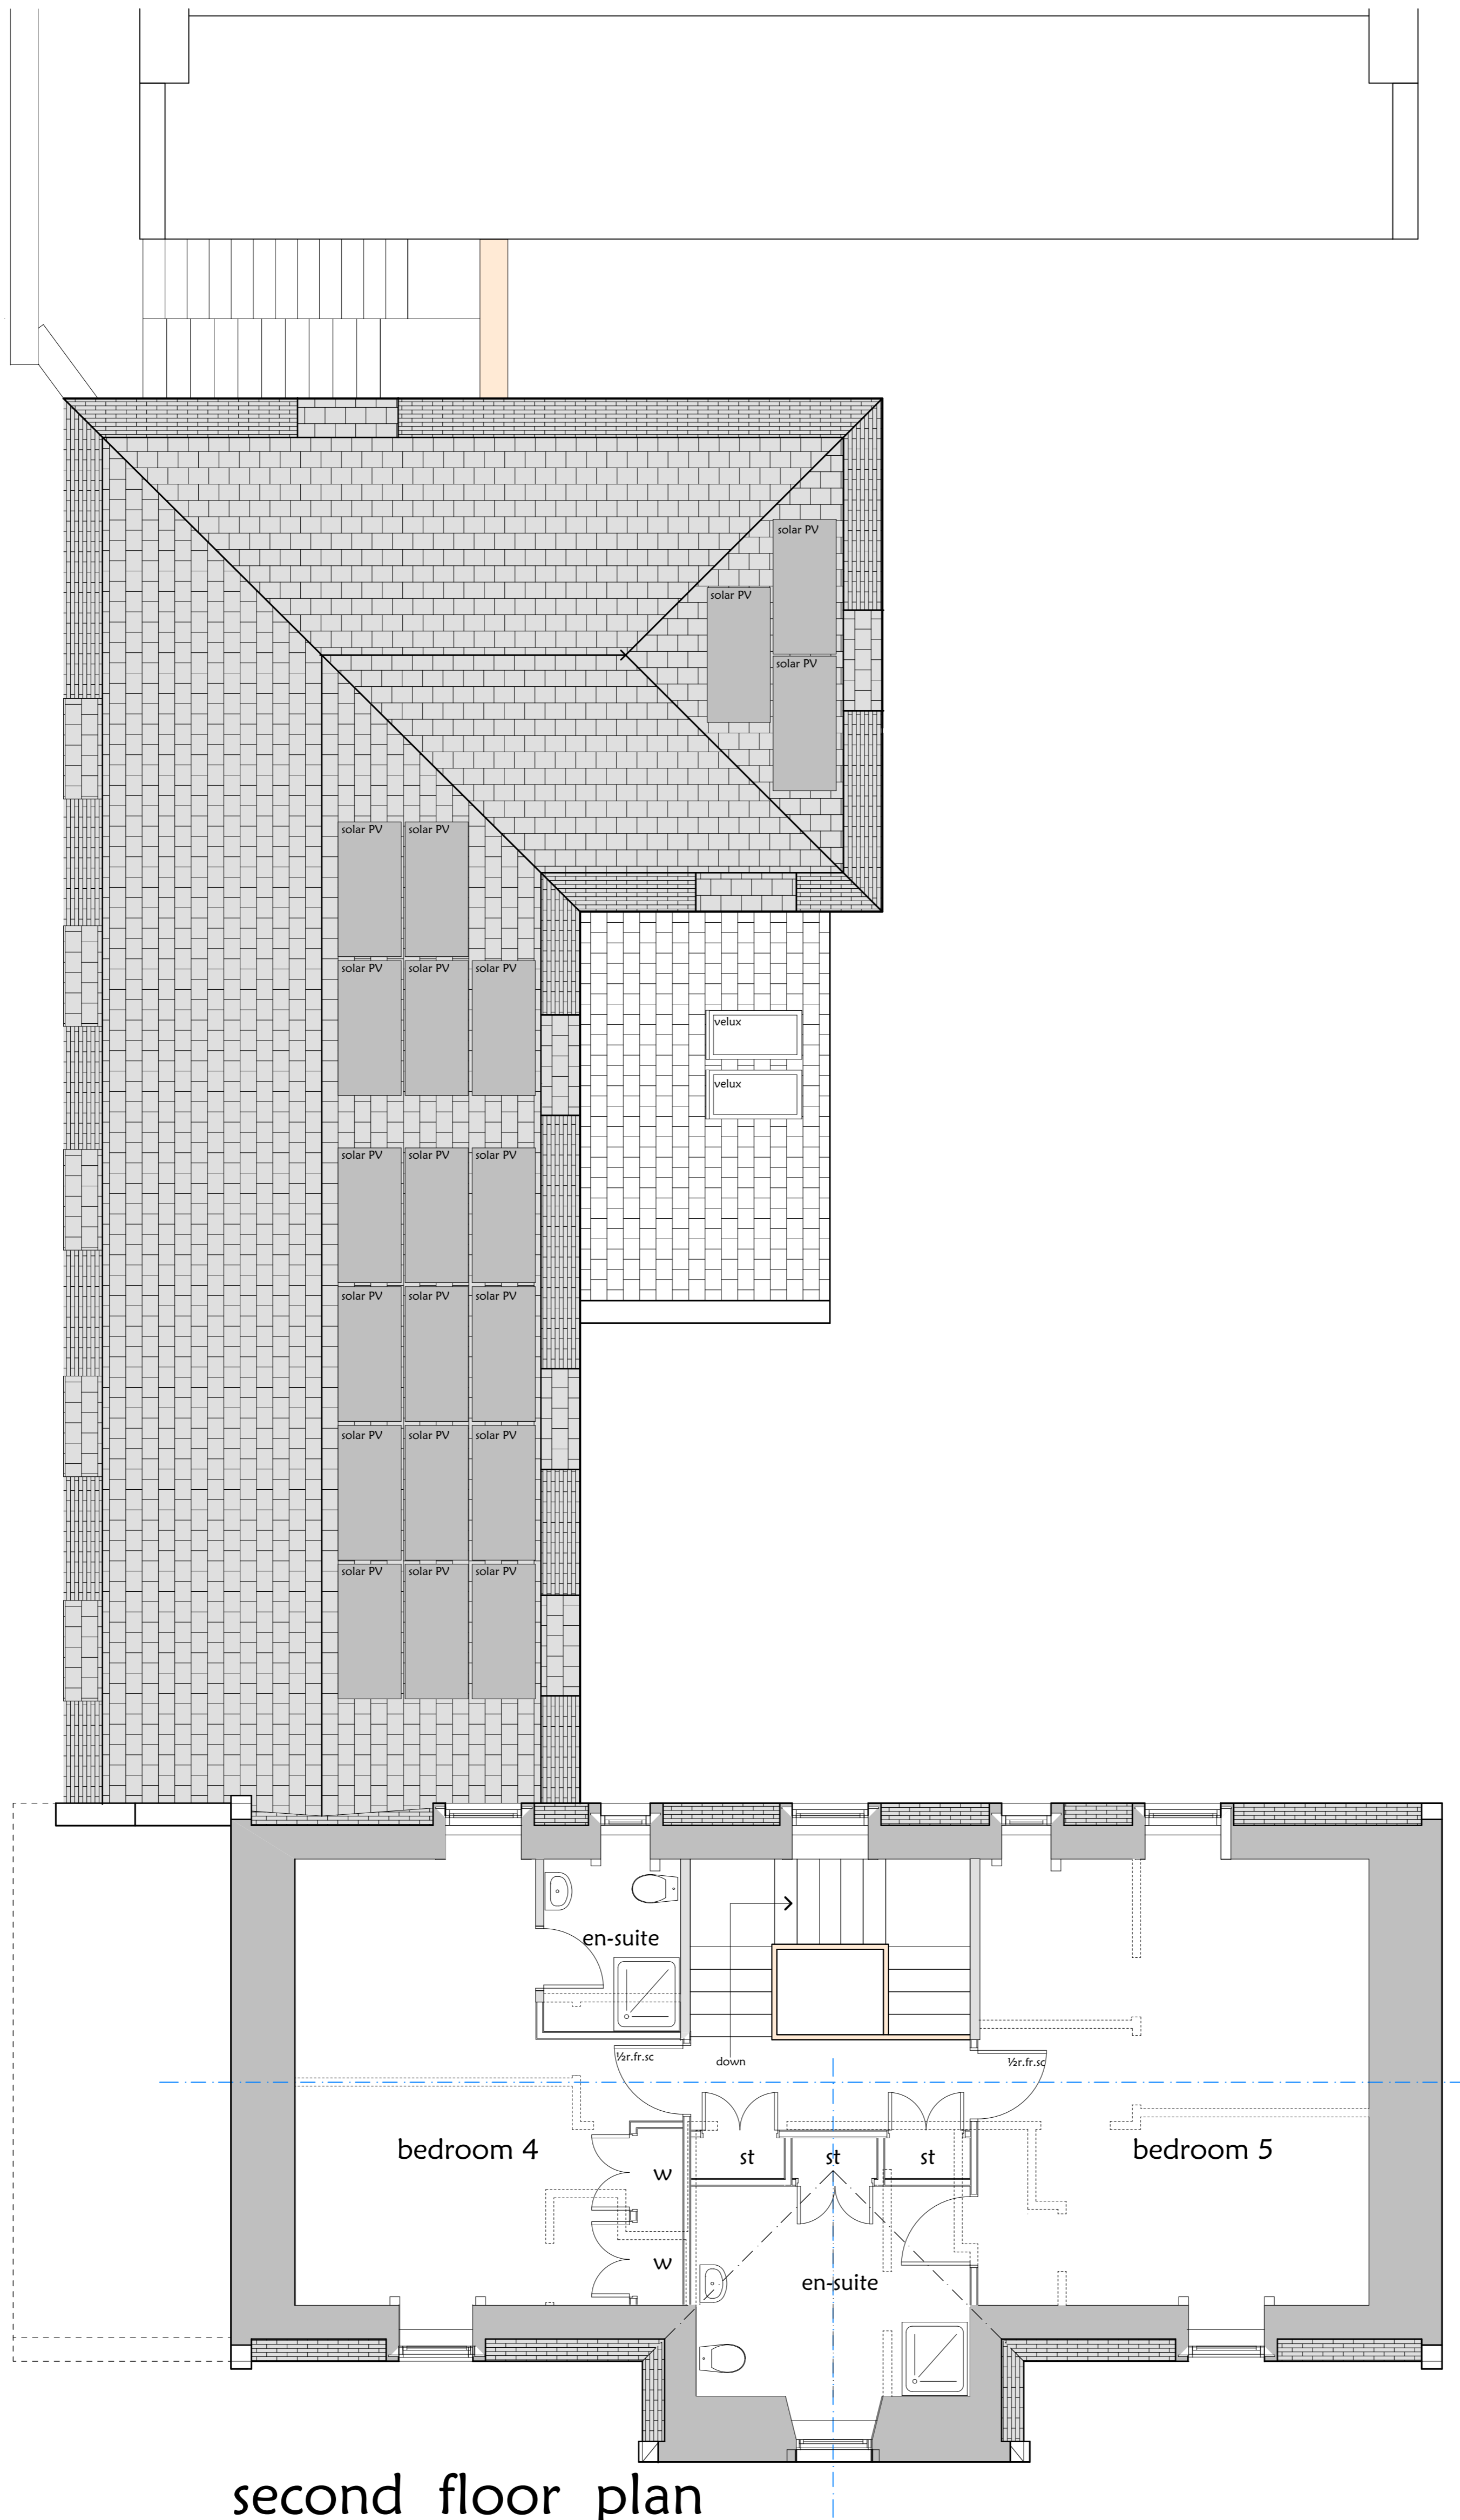 solar PV
solar PV
solar PV
solar PV solar PV
solar PV solar PV solar PV
velux
velux
solar PV solar PV solar PV
solar PV solar PV solar PV
solar PV solar PV solar PV
solar PV solar PV solar PV
en-suite
½r.fr.sc down ½r.fr.sc
bedroom 4 st st st bedroom 5
w
w
en-suite
second floor plan